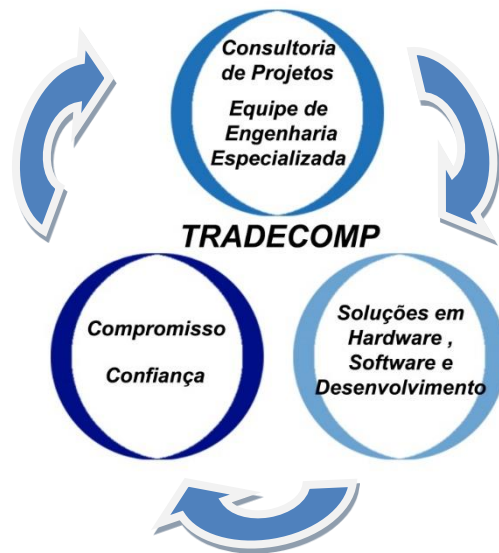 Consultoria
de Projetos
Equipe de
Engenharia
Especializada
TRADECOMP
Compromisso
Confiança
Soluções em
Hardware ,
Software e
Desenvolvimento